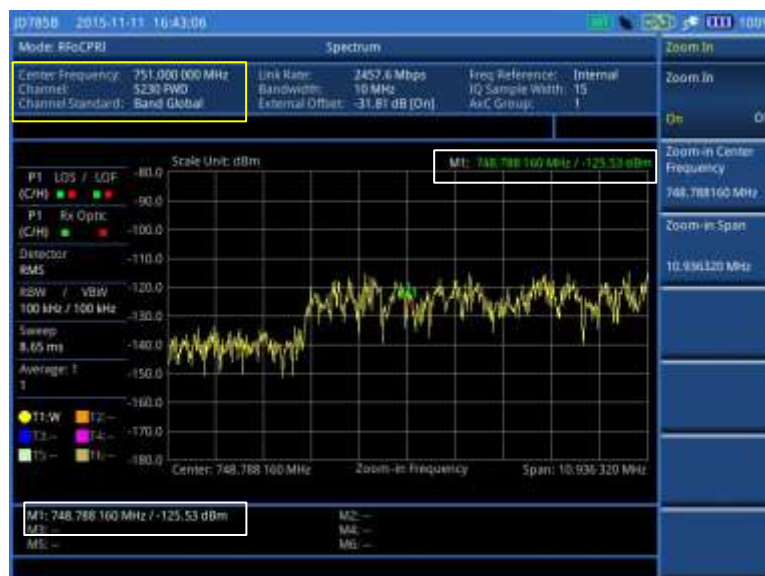 JD785B 2015-11-11 16:43:06
100%
Mode: RFoCPRI
Spectrum
Zoom In
Center Frequency: 751.000 000 MHz
Channel: 5230 FWD
Channel Standard: Band Global
Link Rate: 2457.6 Mbps
Bandwidth: 10 MHz
External Offset: -31.81 dB [On]
Freq Reference: Internal
IQ Sample Width: 15
AxC Group: 1
Zoom In
On
Scale Unit: dBm
M1: 748.788 160 MHz / -125.53 dBm
Zoom-in Center
Frequency
748.788160 MHz
Zoom-in Span
10.936320 MHz
P1 LOS / LOF
(C/H)
P1 Rx Optic
(C/H)
Detector
RMS
RBW / VBW
100 kHz / 100 kHz
Sweep
8.65 ms
Average: 1
1
T1:W T2:--
T3:-- T4:--
T5:-- T6:--
-80.0
-90.0
-100.0
-110.0
-120.0
-130.0
-140.0
-150.0
-160.0
-170.0
-180.0
Center: 748.788 160 MHz Zoom-in Frequency Span: 10.936 320 MHz
M1: 748.788 160 MHz / -125.53 dBm M2: --
M3: -- M4: --
M5: -- M6: --